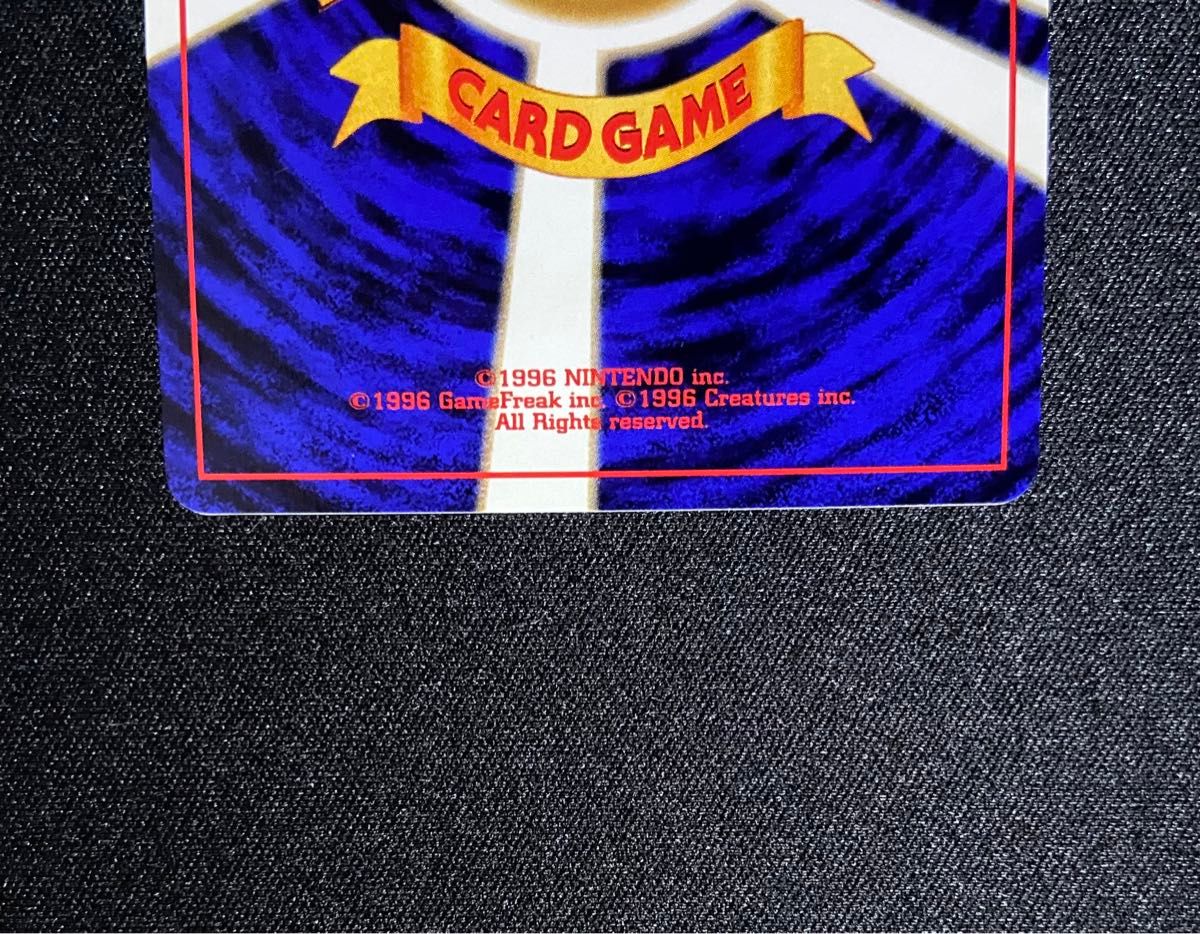 CARD GAME
©1996 NINTENDO inc.
©1996 GameFreak inc. ©1996 Creatures inc.
All Rights reserved.